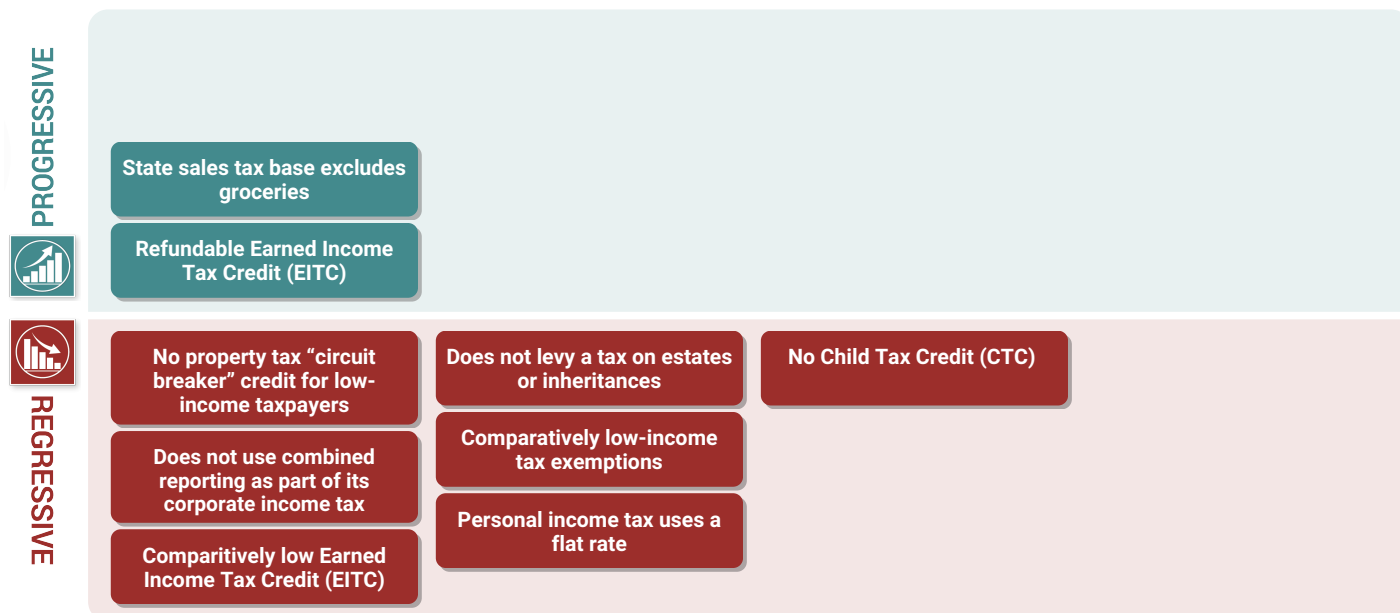 PROGRESSIVE
State sales tax base excludes
groceries
Refundable Earned Income
Tax Credit (EITC)
REGRESSIVE
No property tax “circuit
breaker” credit for low-
income taxpayers
Does not use combined
reporting as part of its
corporate income tax
Comparitively low Earned
Income Tax Credit (EITC)
Does not levy a tax on estates
or inheritances
Comparatively low-income
tax exemptions
Personal income tax uses a
flat rate
No Child Tax Credit (CTC)